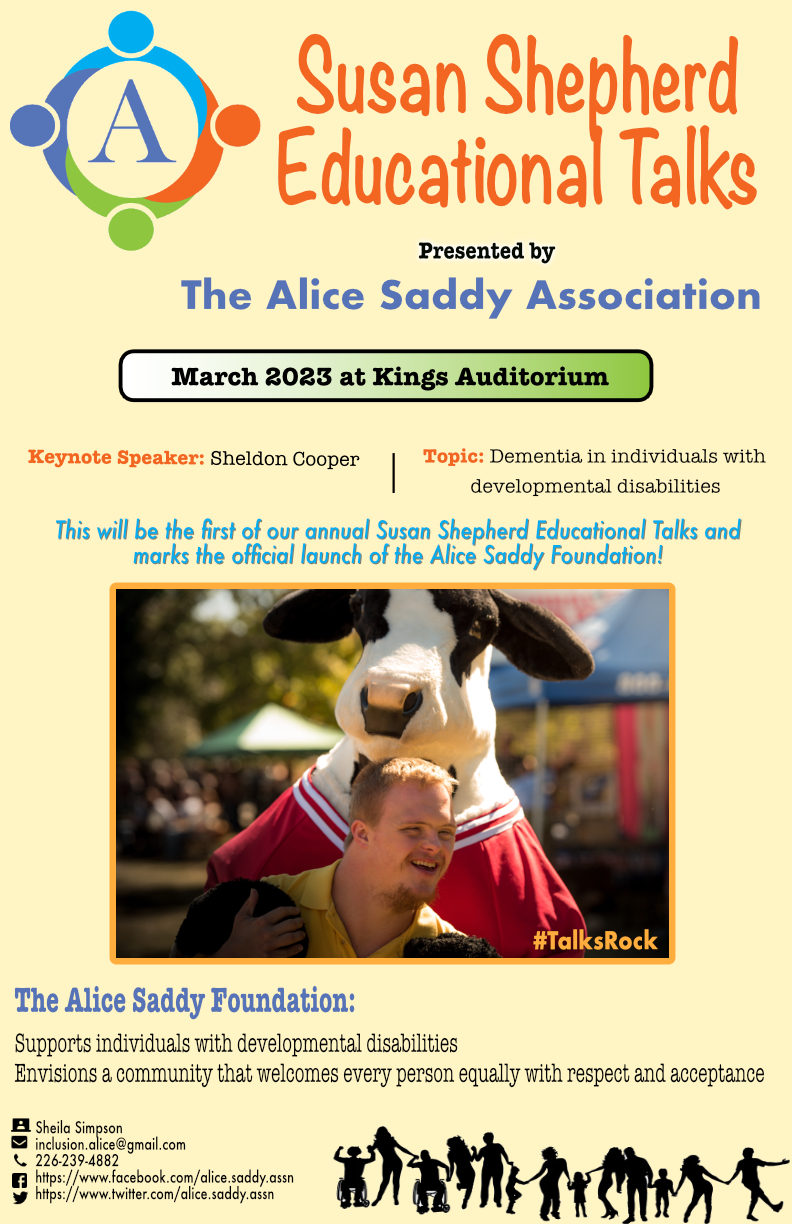 A
Susan Shepherd
Educational Talks
Presented by
The Alice Saddy Association
March 2023 at Kings Auditorium
Keynote Speaker: Sheldon Cooper
Topic: Dementia in individuals with
developmental disabilities
This will be the first of our annual Susan Shepherd Educational Talks and
marks the official launch of the Alice Saddy Foundation!
#TalksRock
The Alice Saddy Foundation:
Supports individuals with developmental disabilities
Envisions a community that welcomes every person equally with respect and acceptance
Sheila Simpson
inclusion.alice@gmail.com
226-239-4882
https://www.facebook.com/alice.saddy.assn
https://www.twitter.com/alice.saddy.assn